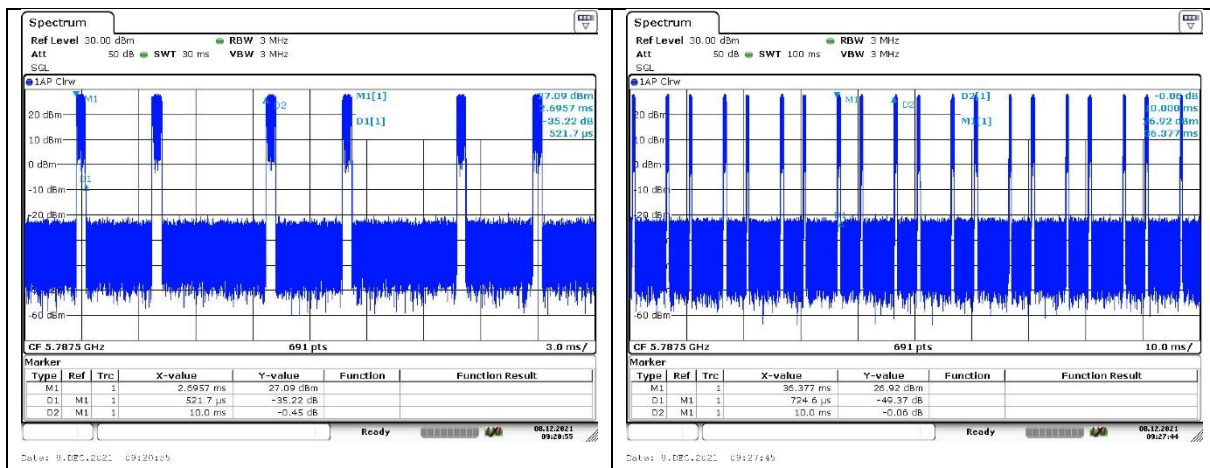 Spectrum
Ref Level 30.00 dBm RBW 3 MHz
Att 50 dB SWT 30 ms VBW 3 MHz
SGL
1AP Clrw
M1[1] 27.09 dBm
2.6957 ms
D1[1] -35.22 dB
521.7 µs
M1
D2
D1
20 dBm
10 dBm
0 dBm
-10 dBm
-20 dBm
-60 dBm
CF 5.7875 GHz 691 pts 3.0 ms/
Marker
Type Ref Trc X-value Y-value Function Function Result
M1 1 2.6957 ms 27.09 dBm
D1 M1 1 521.7 µs -35.22 dB
D2 M1 1 10.0 ms -0.45 dB
Ready 08.12.2021
09:20:55
Date: 8.DEC.2021 09:20:55
Spectrum
Ref Level 30.00 dBm RBW 3 MHz
Att 50 dB SWT 100 ms VBW 3 MHz
SGL
1AP Clrw
D2[1] -0.06 dB
10.000 ms
M1[1] 26.92 dBm
36.377 ms
M1
D2
D1
20 dBm
10 dBm
0 dBm
-10 dBm
-20 dBm
-60 dBm
CF 5.7875 GHz 691 pts 10.0 ms/
Marker
Type Ref Trc X-value Y-value Function Function Result
M1 1 36.377 ms 26.92 dBm
D1 M1 1 724.6 µs -49.37 dB
D2 M1 1 10.0 ms -0.06 dB
Ready 08.12.2021
09:27:44
Date: 8.DEC.2021 09:27:45